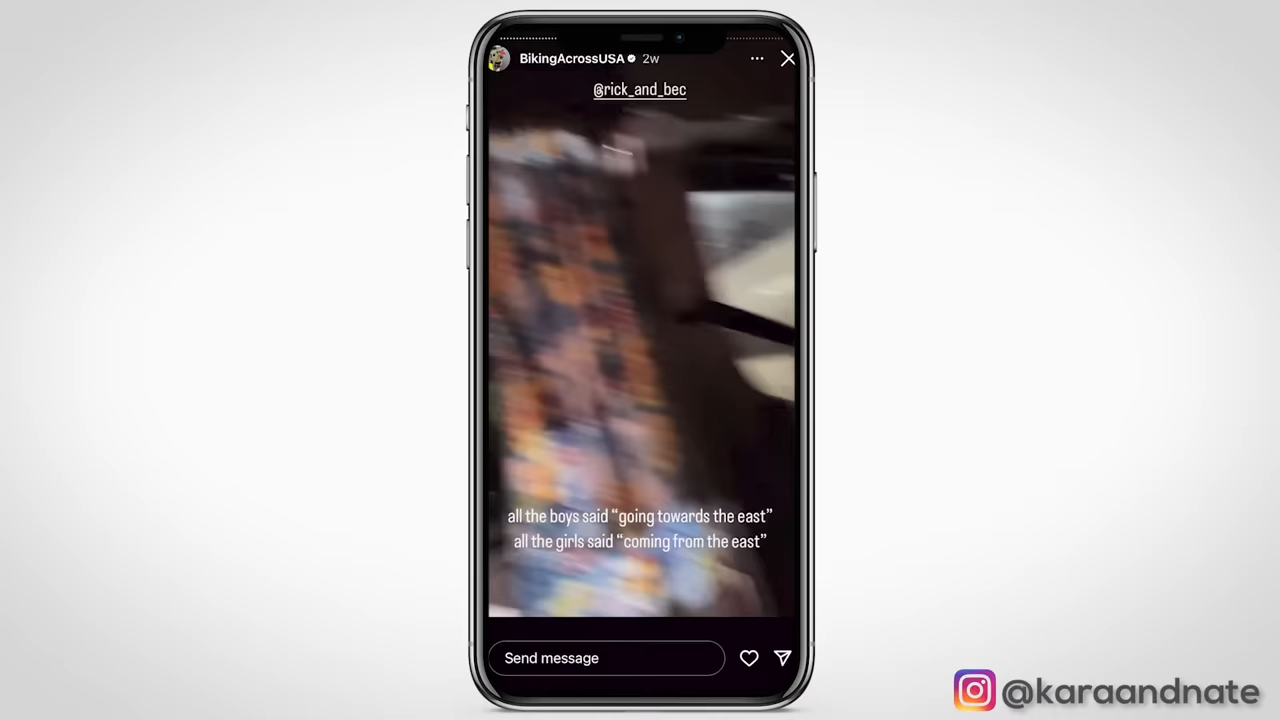 BikingAcrossUSA 2w
@rick_and_bec
all the boys said “going towards the east”
all the girls said “coming from the east”
Send message
@karaandnate